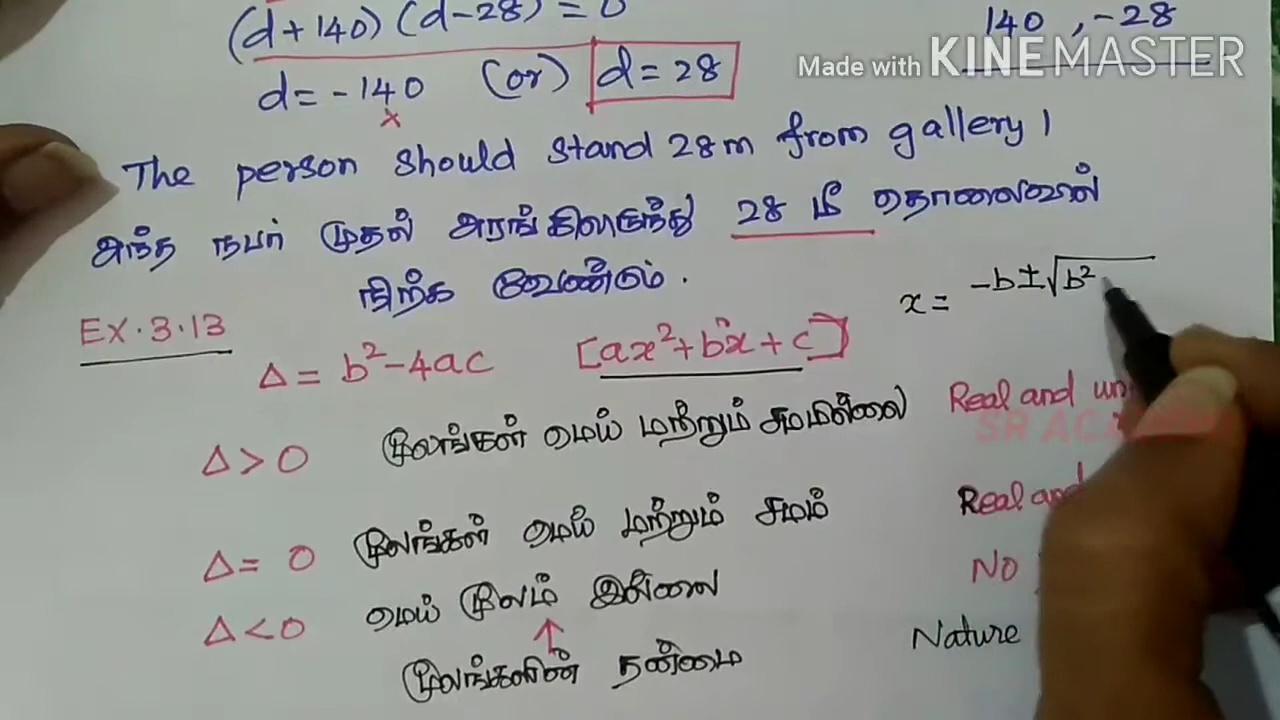 (d+140) (d-28) = 0
140 , -28
Made with KINEMASTER
d = -140 (or) d = 28
x
The person should stand 28m from gallery 1
அந்த நபர் முதல் அரங்கிலிருந்து 28 மீ தொலைவில்
நிற்க வேண்டும்.
x = -b ± √b²
EX.3.13
Δ = b²-4ac [ax²+bx+c]
Δ > 0 மூலங்கள் மெய் மற்றும் சமமில்லை Real and
SR
Δ = 0 மூலங்கள் மெய் மற்றும் சமம் Real and
Δ < 0 மெய் மூலம் இல்லை No
மூலங்களின் தன்மை Nature